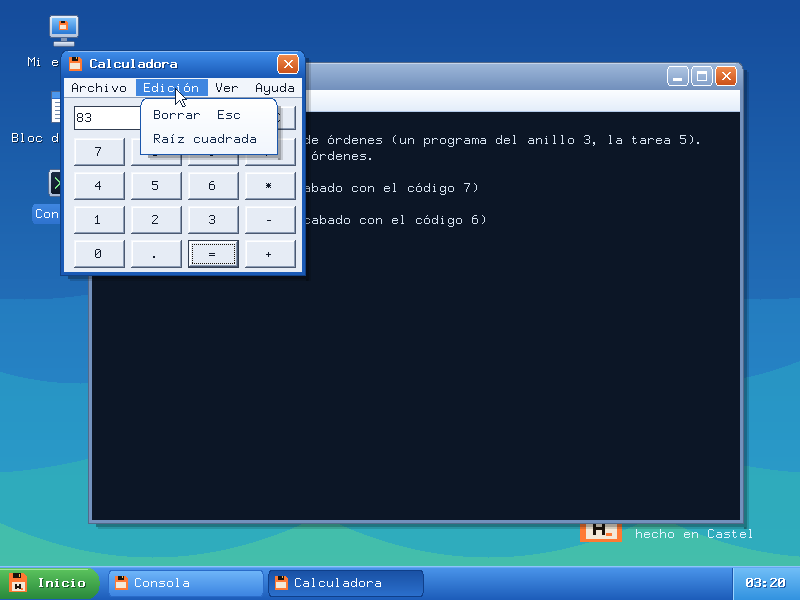 Mi e
Calculadora
Archivo Edición Ver Ayuda
Borrar Esc
Raíz cuadrada
83
7
4 5 6 *
1 2 3 -
0 . = +
Bloc d
Con
de órdenes (un programa del anillo 3, la tarea 5).
órdenes.
cabado con el código 7)
cabado con el código 6)
H_
hecho en Castel
Inicio
Consola
Calculadora
03:20